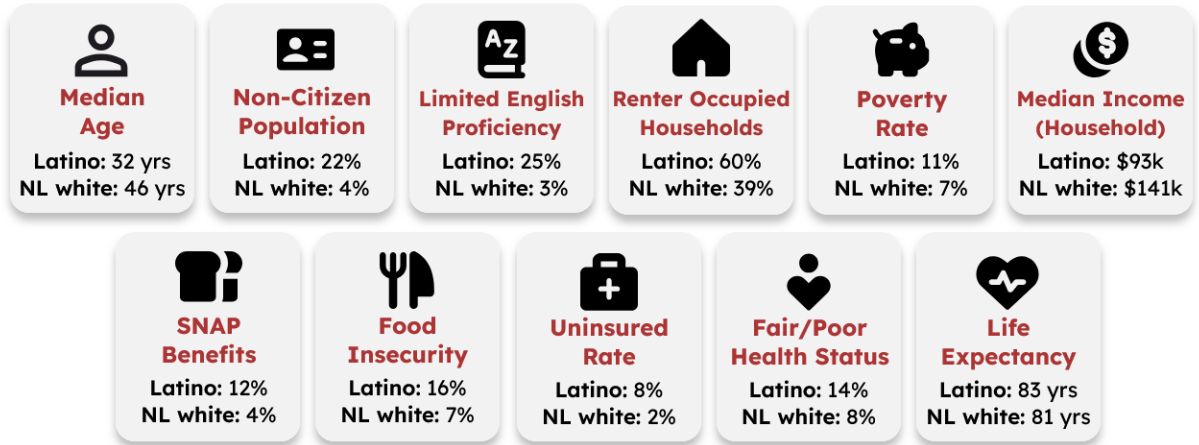 Median
Age
Latino: 32 yrs
NL white: 46 yrs
Non-Citizen
Population
Latino: 22%
NL white: 4%
A Z
Limited English
Proficiency
Latino: 25%
NL white: 3%
Renter Occupied
Households
Latino: 60%
NL white: 39%
Poverty
Rate
Latino: 11%
NL white: 7%
$
Median Income
(Household)
Latino: $93k
NL white: $141k
SNAP
Benefits
Latino: 12%
NL white: 4%
Food
Insecurity
Latino: 16%
NL white: 7%
Uninsured
Rate
Latino: 8%
NL white: 2%
Fair/Poor
Health Status
Latino: 14%
NL white: 8%
Life
Expectancy
Latino: 83 yrs
NL white: 81 yrs